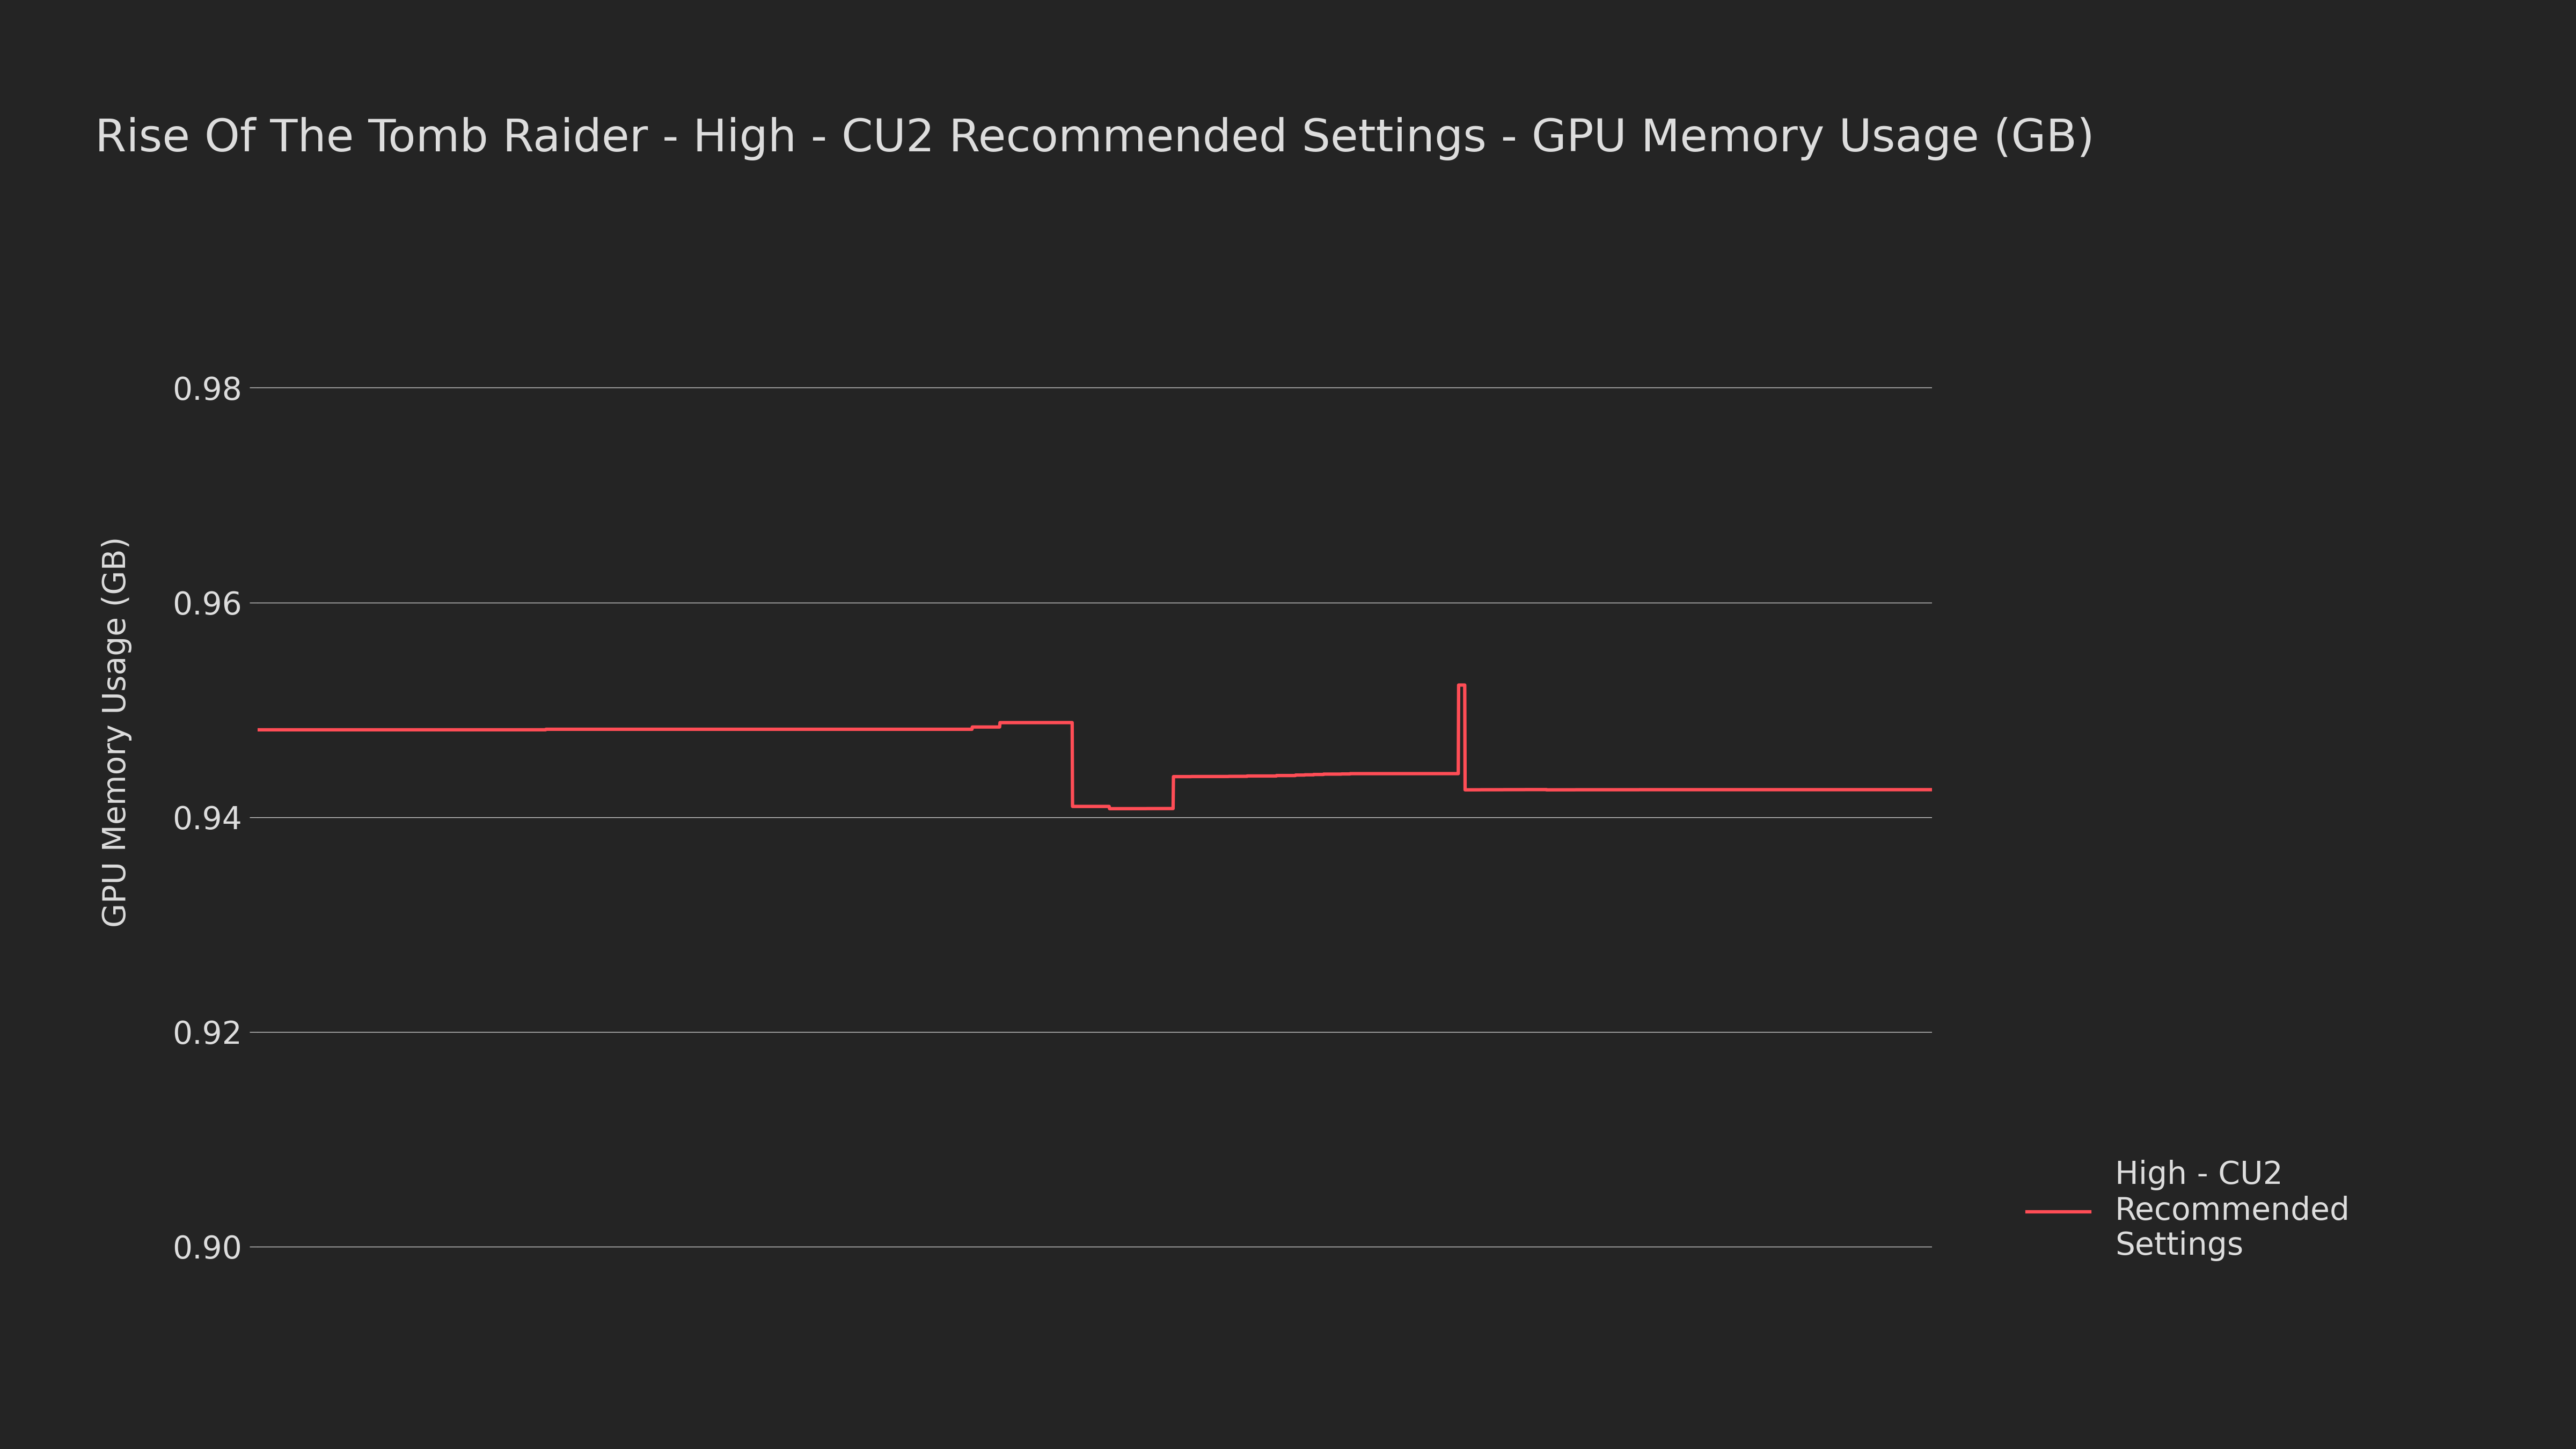 Rise Of The Tomb Raider - High - CU2 Recommended Settings - GPU Memory Usage (GB)
GPU Memory Usage (GB)
0.98
0.96
0.94
0.92
0.90
High - CU2
Recommended
Settings